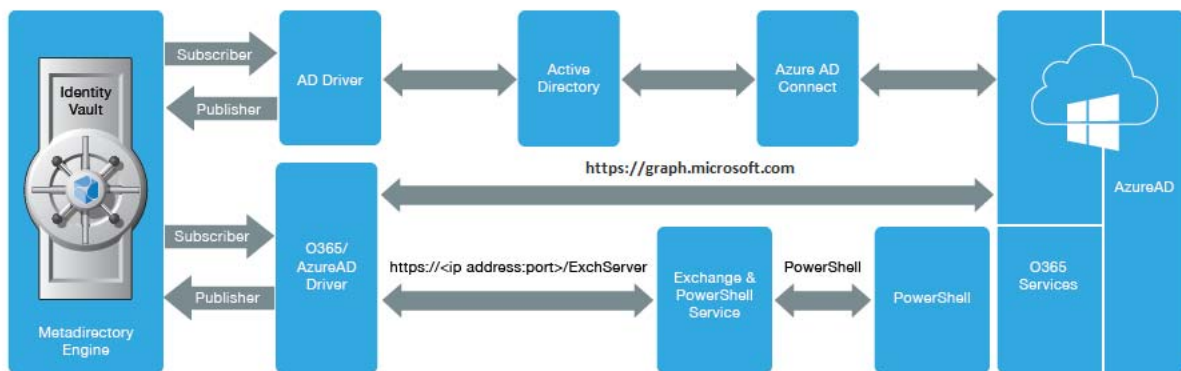 Identity
Vault
Metadirectory
Engine
Subscriber
Publisher
AD Driver
Active
Directory
Azure AD
Connect
https://graph.microsoft.com
AzureAD
Subscriber
Publisher
O365/
AzureAD
Driver
https://<ip address:port>/ExchServer
Exchange &
PowerShell
Service
PowerShell
PowerShell
O365
Services